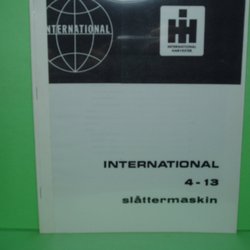 INTERNATIONAL
INTERNATIONAL
HARVESTER
INTERNATIONAL
4-13
slåttermaskin